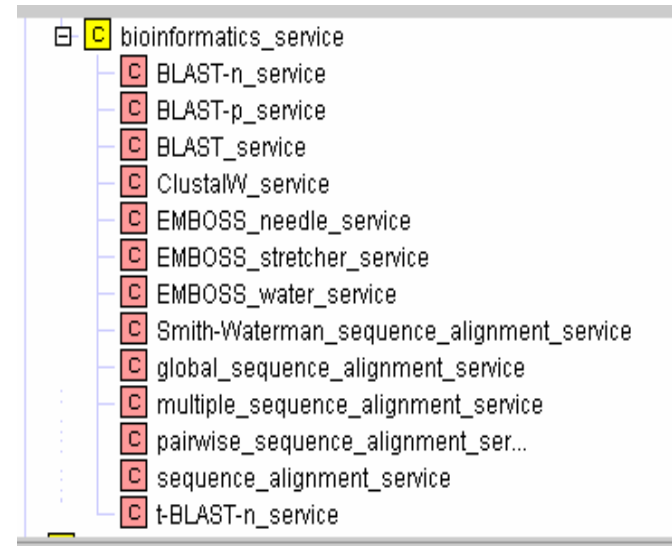 C bioinformatics_service
C BLAST-n_service
C BLAST-p_service
C BLAST_service
C ClustalW_service
C EMBOSS_needle_service
C EMBOSS_stretcher_service
C EMBOSS_water_service
C Smith-Waterman_sequence_alignment_service
C global_sequence_alignment_service
C multiple_sequence_alignment_service
C pairwise_sequence_alignment_ser...
C sequence_alignment_service
C t-BLAST-n_service